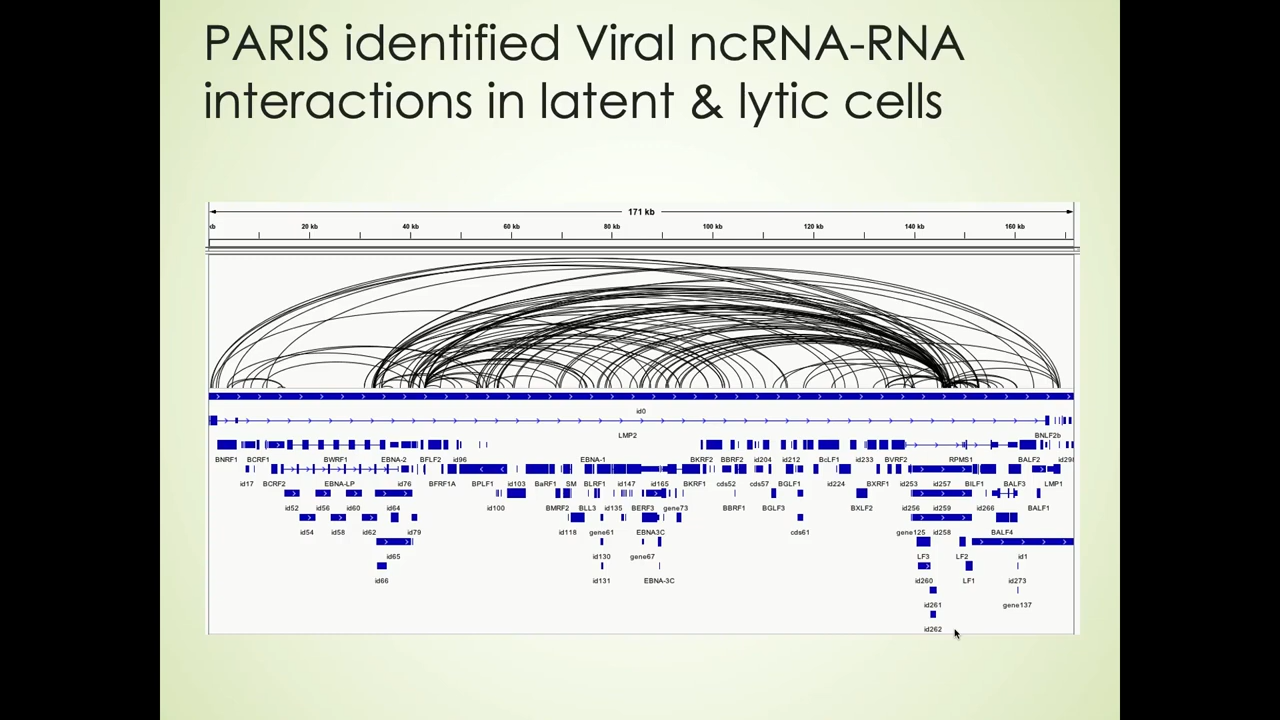 PARIS identified Viral ncRNA-RNA
interactions in latent & lytic cells
171 kb
20 kb 40 kb 60 kb 80 kb 100 kb 120 kb 140 kb 160 kb
id0
LMP2 BNLF2b
BNRF1 BCRF1 BWRF1 EBNA-2 BFLF2 id96 EBNA-1 BKRF2 BBRF2 id204 id212 BcLF1 id233 BVRF2 RPMS1 BALF2
id17 BCRF2 EBNA-LP id76 BFRF1A BPLF1 id103 BaRF1 SM BLRF1 id147 id165 BKRF1 cds52 cds57 BGLF1 id224 BXRF1 id253 id257 BILF1 BALF3 LMP1
id52 id56 id60 id64 id100 BMRF2 BLL3 id135 BERF3 gene73 BBRF1 BGLF3 BXLF2 id256 id259 id266 BALF1
id54 id58 id62 id79 id118 gene61 EBNA3C cds61 gene125 id258 BALF4
id65 id130 gene67 LF3 LF2 id1
id66 id131 EBNA-3C id260 LF1 id273
id261 gene137
id262